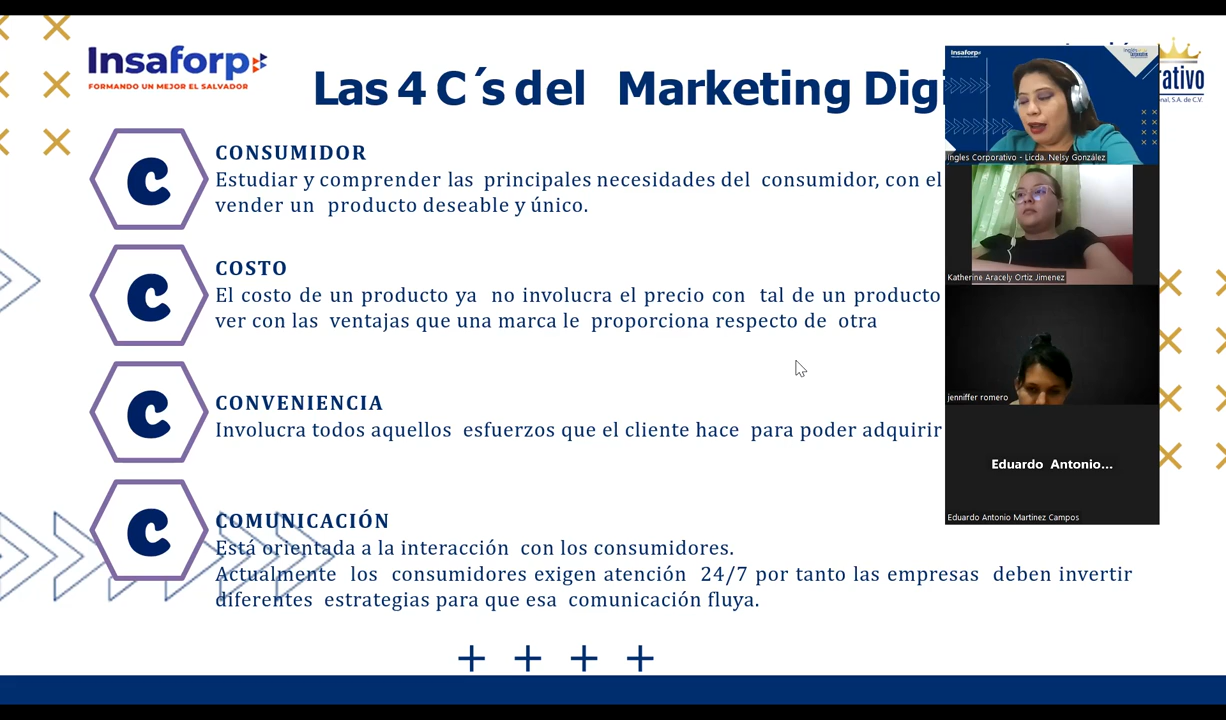 Insaforp
FORMANDO UN MEJOR EL SALVADOR
Las 4 C´s del Marketing Digi
rativo
nal, S.A. de C.V.
C
CONSUMIDOR
Estudiar y comprender las principales necesidades del consumidor, con el
vender un producto deseable y único.
C
COSTO
El costo de un producto ya no involucra el precio con tal de un producto
ver con las ventajas que una marca le proporciona respecto de otra
C
CONVENIENCIA
Involucra todos aquellos esfuerzos que el cliente hace para poder adquirir
C
COMUNICACIÓN
Está orientada a la interacción con los consumidores.
Actualmente los consumidores exigen atención 24/7 por tanto las empresas deben invertir
diferentes estrategias para que esa comunicación fluya.
Insaforp
Ingles Corporativo - Licda. Nelsy González
Katherine Aracely Ortiz Jimenez
jenniffer romero
Eduardo Antonio...
Eduardo Antonio Martinez Campos